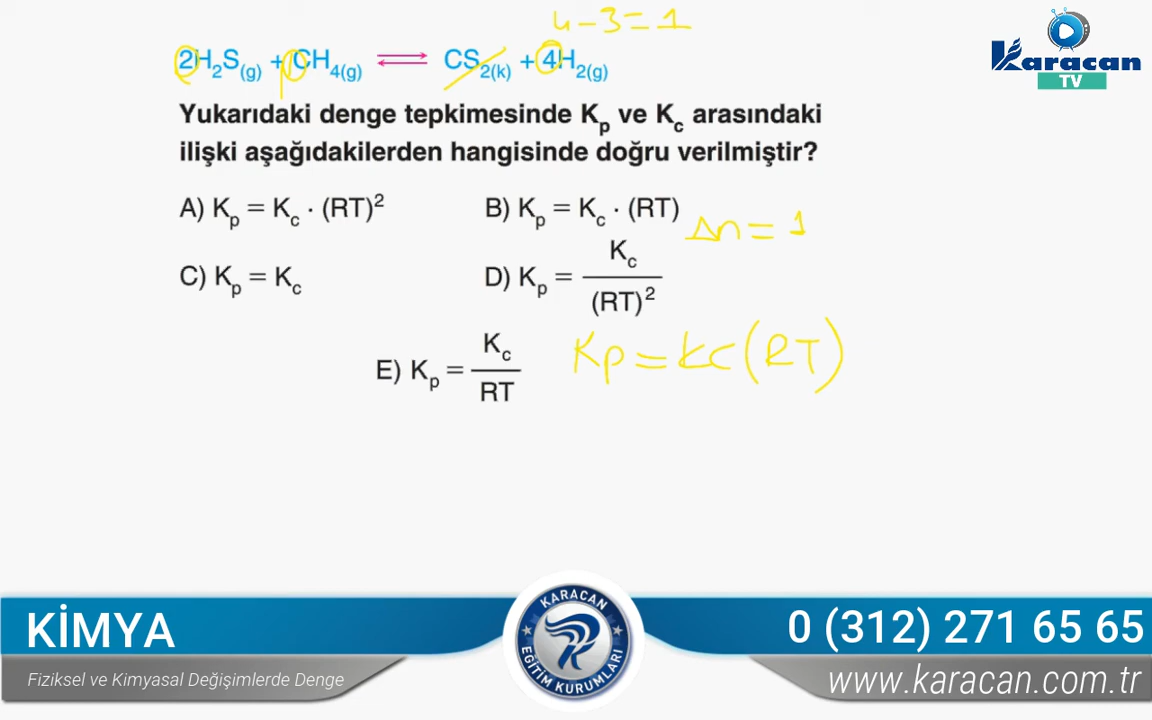 4 - 3 = 1
2H2S(g) + 1CH4(g) ⇌ CS2(k) + 4H2(g)
Karacan
TV
Yukarıdaki denge tepkimesinde Kp ve Kc arasındaki
ilişki aşağıdakilerden hangisinde doğru verilmiştir?
A) Kp = Kc · (RT)²
B) Kp = Kc · (RT)
Δn = 1
C) Kp = Kc
D) Kp = Kc / (RT)²
E) Kp = Kc / RT
Kp = Kc (RT)
KİMYA
Fiziksel ve Kimyasal Değişimlerde Denge
KARACAN
EĞİTİM KURUMLARI
0 (312) 271 65 65
www.karacan.com.tr